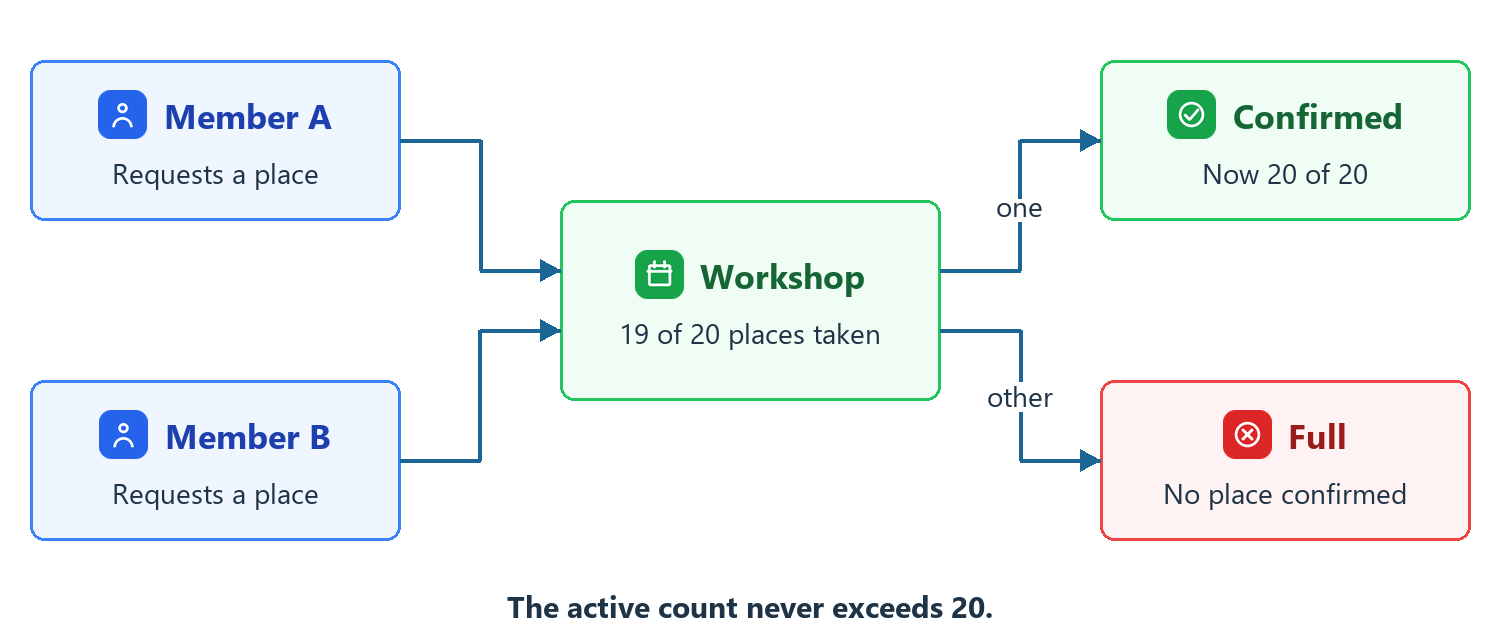 Member A
Requests a place
Member B
Requests a place
Workshop
19 of 20 places taken
one
other
Confirmed
Now 20 of 20
Full
No place confirmed
The active count never exceeds 20.